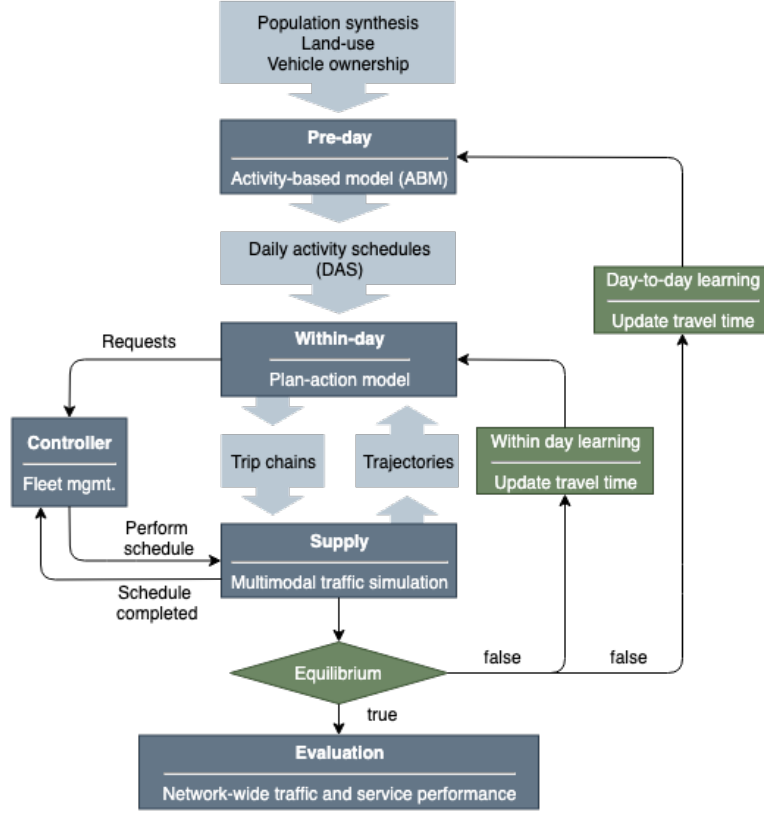 Population synthesis
Land-use
Vehicle ownership
Pre-day
Activity-based model (ABM)
Daily activity schedules
(DAS)
Day-to-day learning
Update travel time
Requests
Within-day
Plan-action model
Controller
Fleet mgmt.
Trip chains
Trajectories
Within day learning
Update travel time
Perform
schedule
Supply
Multimodal traffic simulation
Schedule
completed
Equilibrium
false
false
true
Evaluation
Network-wide traffic and service performance